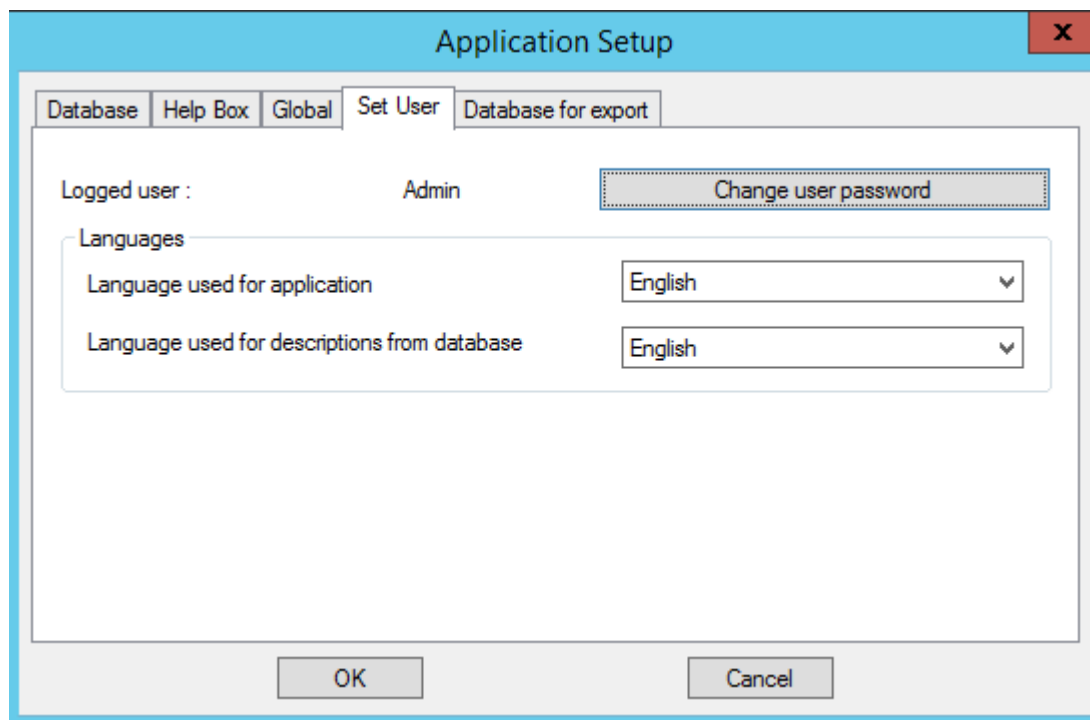 Application Setup
x
Database Help Box Global Set User Database for export
Logged user : Admin Change user password
Languages
Language used for application English
Language used for descriptions from database English
OK Cancel